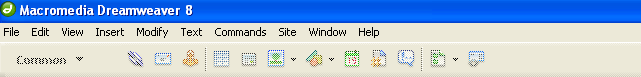 Macromedia Dreamweaver 8
File Edit View Insert Modify Text Commands Site Window Help
Common